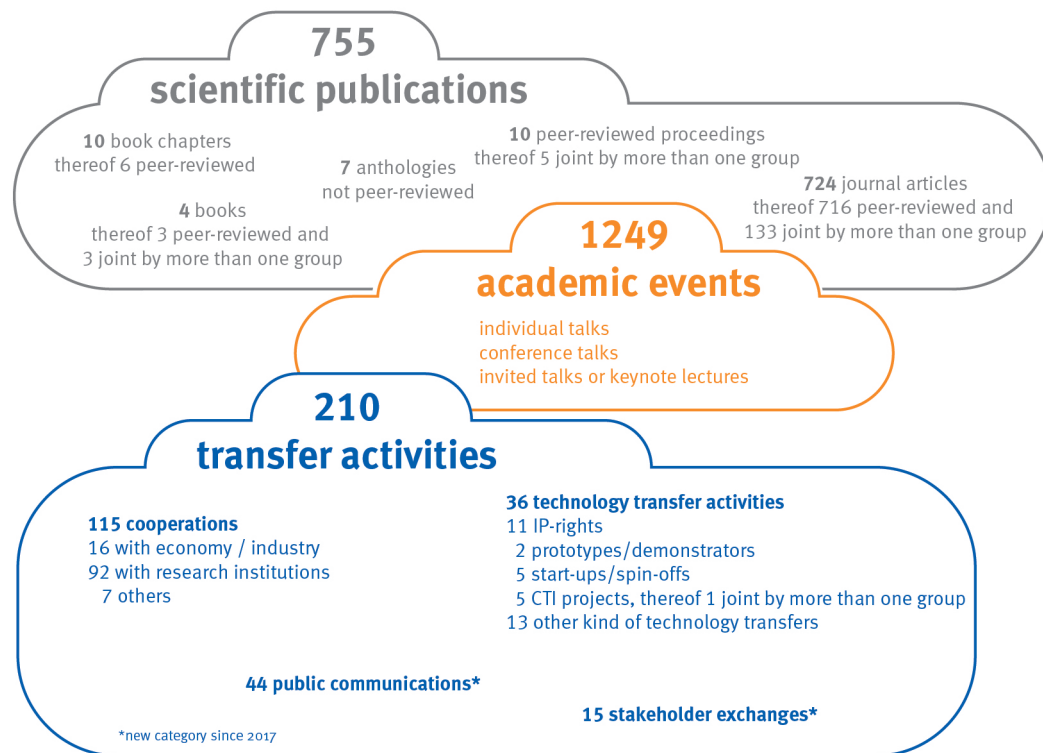 755
scientific publications
10 book chapters
thereof 6 peer-reviewed
7 anthologies
not peer-reviewed
10 peer-reviewed proceedings
thereof 5 joint by more than one group
4 books
thereof 3 peer-reviewed and
3 joint by more than one group
724 journal articles
thereof 716 peer-reviewed and
133 joint by more than one group
1249
academic events
individual talks
conference talks
invited talks or keynote lectures
210
transfer activities
115 cooperations
16 with economy / industry
92 with research institutions
7 others
36 technology transfer activities
11 IP-rights
2 prototypes/demonstrators
5 start-ups/spin-offs
5 CTI projects, thereof 1 joint by more than one group
13 other kind of technology transfers
44 public communications*
15 stakeholder exchanges*
*new category since 2017